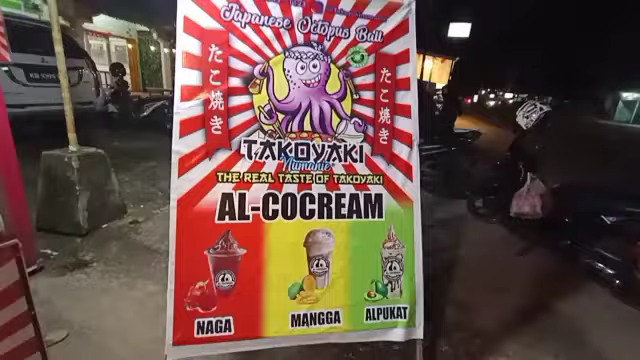 Japanese Octopus Ball
たこ焼き
たこ焼き
TAKOYAKI
Numanie
THE REAL TASTE OF TAKOYAKI
AL-COCREAM
NAGA
MANGGA
ALPUKAT